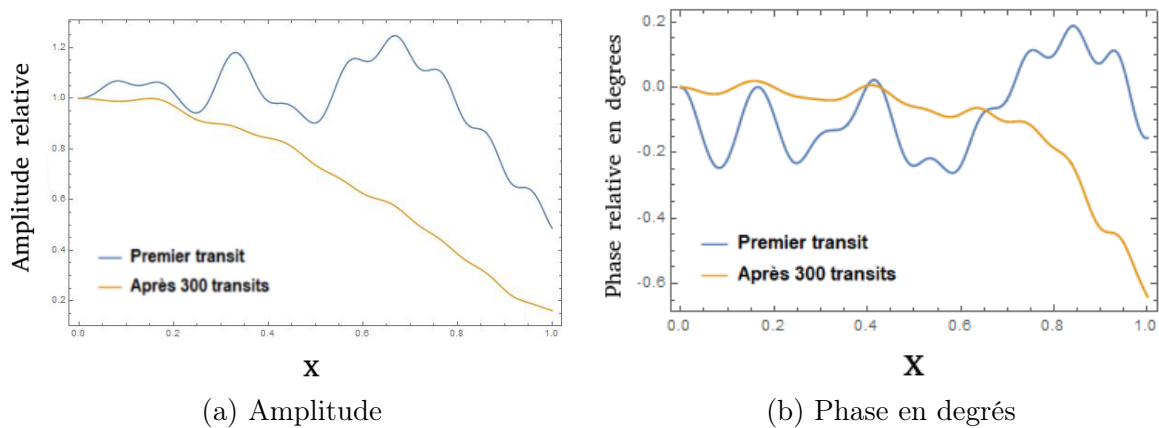 Amplitude relative
1.2
1.0
0.8
0.6
0.4
0.2
Premier transit
Après 300 transits
0.0
0.2
0.4
0.6
0.8
1.0
x
(a) Amplitude
Phase relative en degres
0.2
0.0
-0.2
-0.4
-0.6
Premier transit
Après 300 transits
0.0
0.2
0.4
0.6
0.8
1.0
x
(b) Phase en degrés